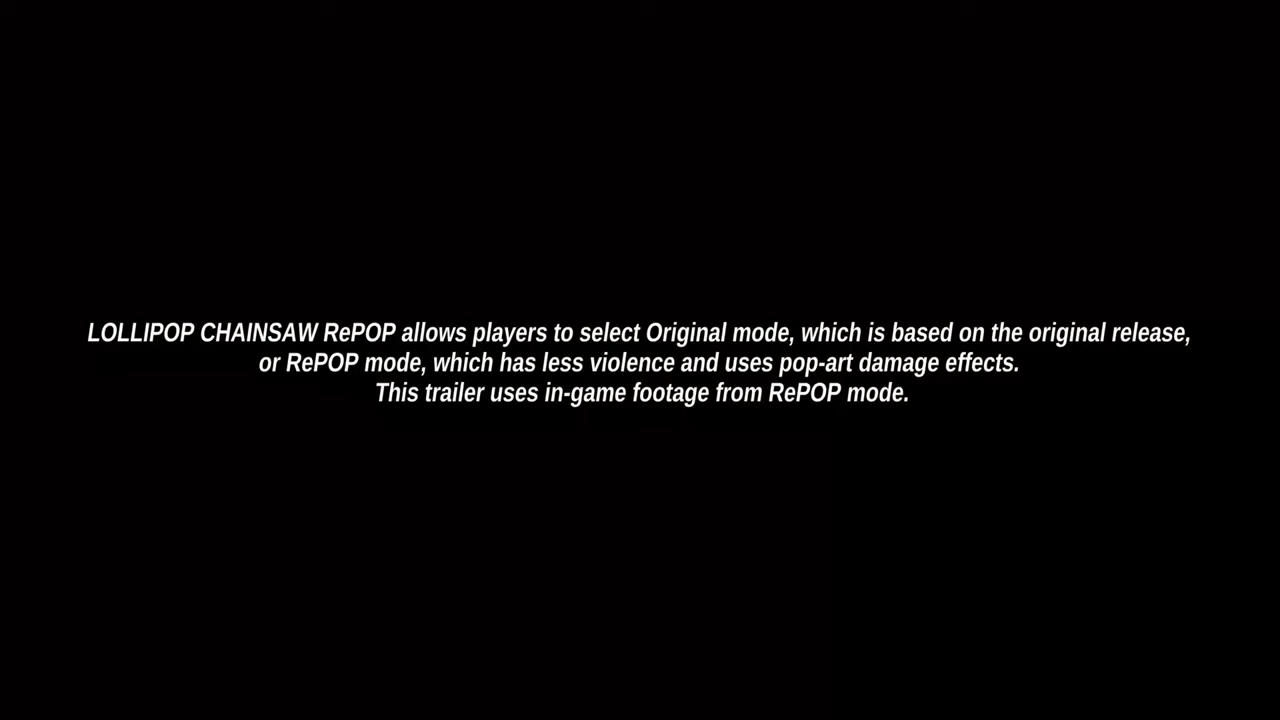 LOLLIPOP CHAINSAW RePOP allows players to select Original mode, which is based on the original release,
or RePOP mode, which has less violence and uses pop-art damage effects.
This trailer uses in-game footage from RePOP mode.